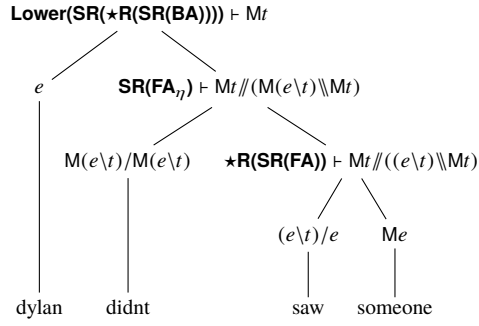 Lower(SR(★R(SR(BA)))) ⊢ Mt
e SR(FAη) ⊢ Mt⫽(M(e\t)⑊Mt)
M(e\t)/M(e\t) ★R(SR(FA)) ⊢ Mt⫽((e\t)⑊Mt)
(e\t)/e Me
dylan didnt saw someone